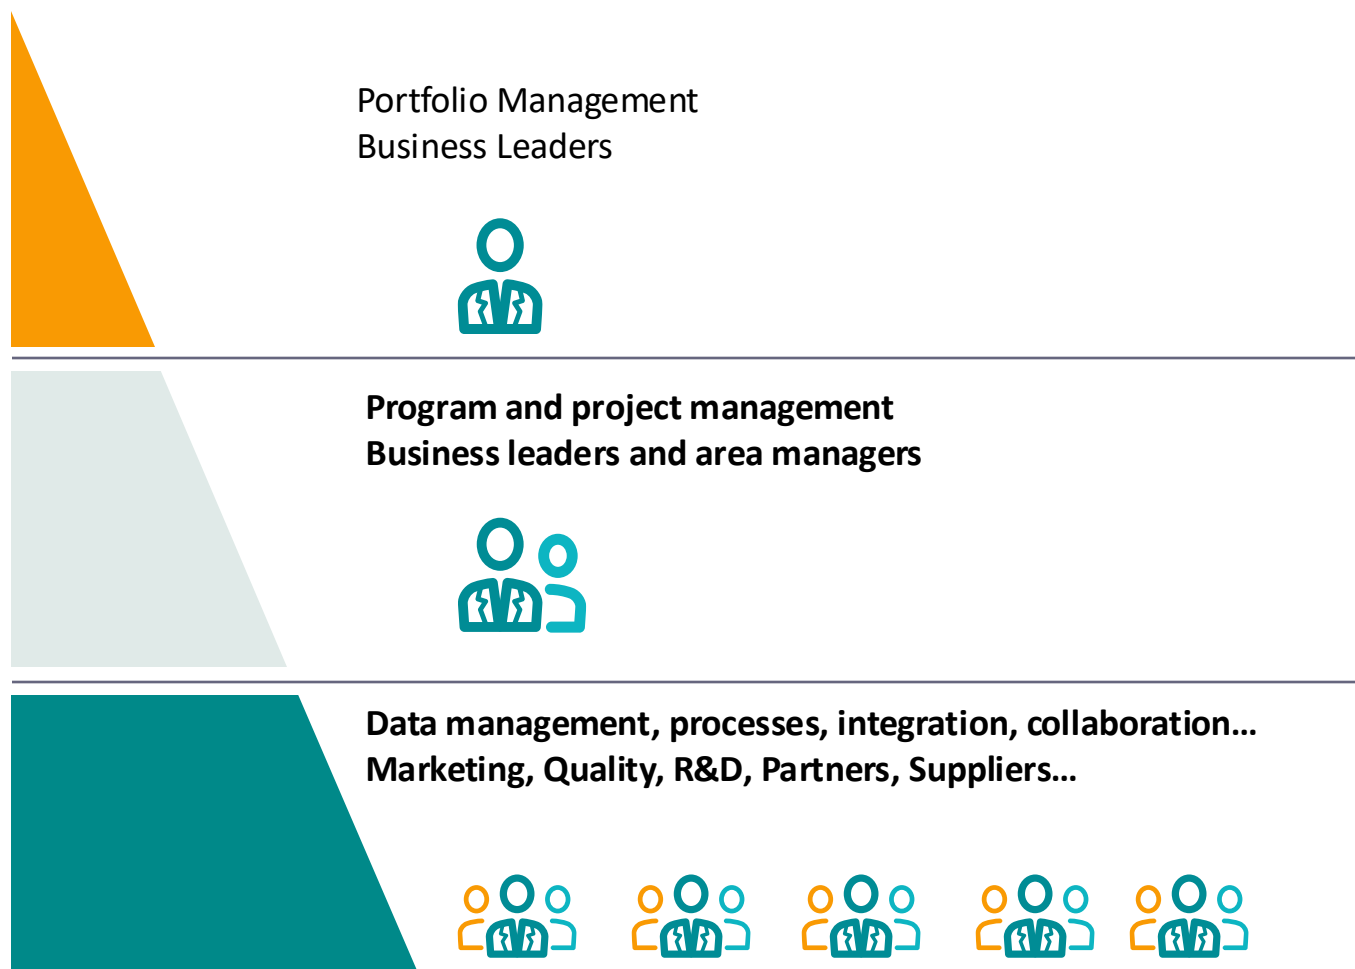 Portfolio Management
Business Leaders
Program and project management
Business leaders and area managers
Data management, processes, integration, collaboration...
Marketing, Quality, R&D, Partners, Suppliers...